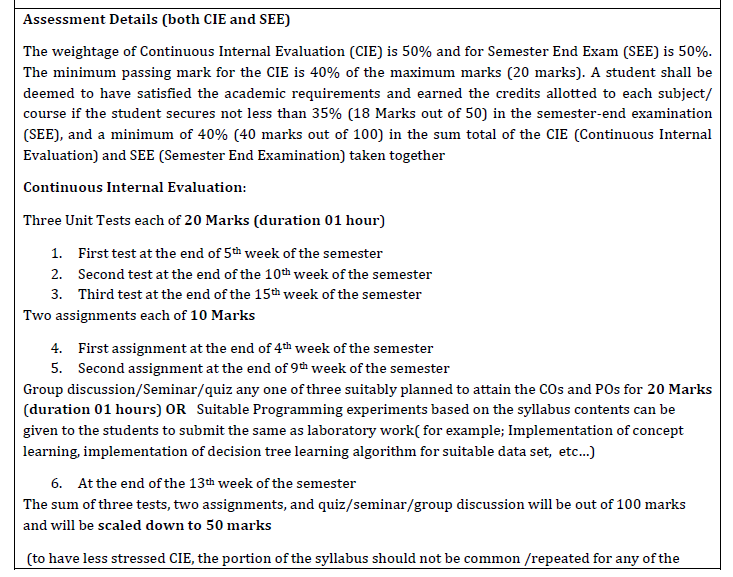 Assessment Details (both CIE and SEE)
The weightage of Continuous Internal Evaluation (CIE) is 50% and for Semester End Exam (SEE) is 50%.
The minimum passing mark for the CIE is 40% of the maximum marks (20 marks). A student shall be
deemed to have satisfied the academic requirements and earned the credits allotted to each subject/
course if the student secures not less than 35% (18 Marks out of 50) in the semester-end examination
(SEE), and a minimum of 40% (40 marks out of 100) in the sum total of the CIE (Continuous Internal
Evaluation) and SEE (Semester End Examination) taken together
Continuous Internal Evaluation:
Three Unit Tests each of 20 Marks (duration 01 hour)
1. First test at the end of 5th week of the semester
2. Second test at the end of the 10th week of the semester
3. Third test at the end of the 15th week of the semester
Two assignments each of 10 Marks
4. First assignment at the end of 4th week of the semester
5. Second assignment at the end of 9th week of the semester
Group discussion/Seminar/quiz any one of three suitably planned to attain the COs and POs for 20 Marks
(duration 01 hours) OR Suitable Programming experiments based on the syllabus contents can be
given to the students to submit the same as laboratory work( for example; Implementation of concept
learning, implementation of decision tree learning algorithm for suitable data set, etc...)
6. At the end of the 13th week of the semester
The sum of three tests, two assignments, and quiz/seminar/group discussion will be out of 100 marks
and will be scaled down to 50 marks
(to have less stressed CIE, the portion of the syllabus should not be common /repeated for any of the